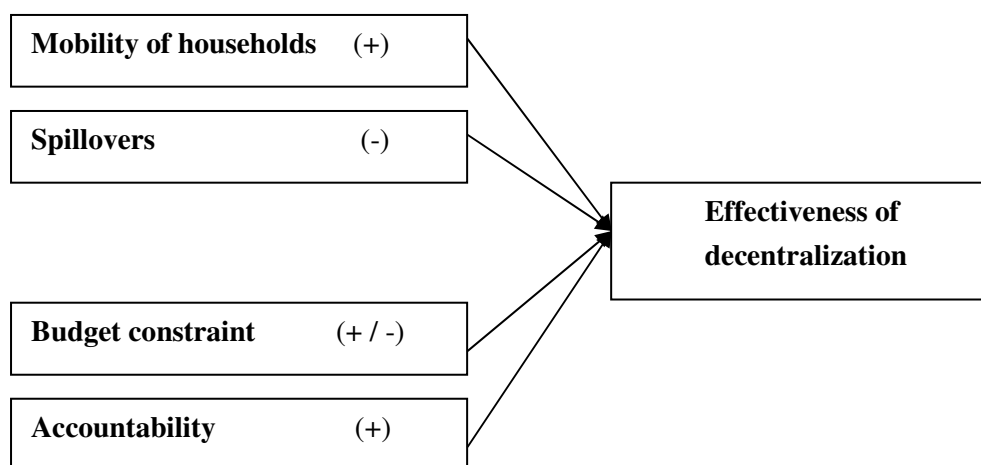 Mobility of households (+)
Spillovers (-)
Effectiveness of
decentralization
Budget constraint (+ / -)
Accountability (+)